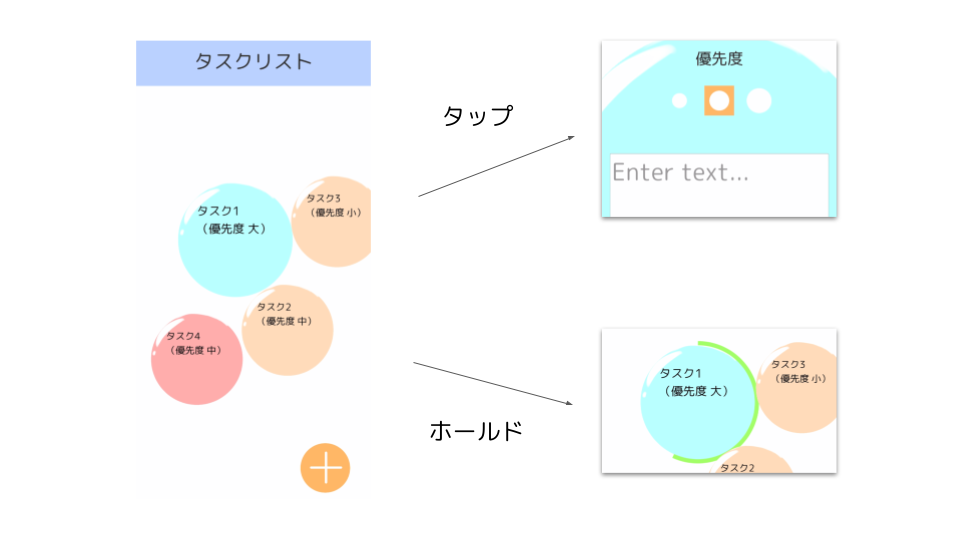 タスクリスト
タスク1
（優先度 大）
タスク3
（優先度 小）
タスク2
（優先度 中）
タスク4
（優先度 中）
タップ
優先度
Enter text...
ホールド
タスク1
（優先度 大）
タスク3
（優先度 小）
タスク2